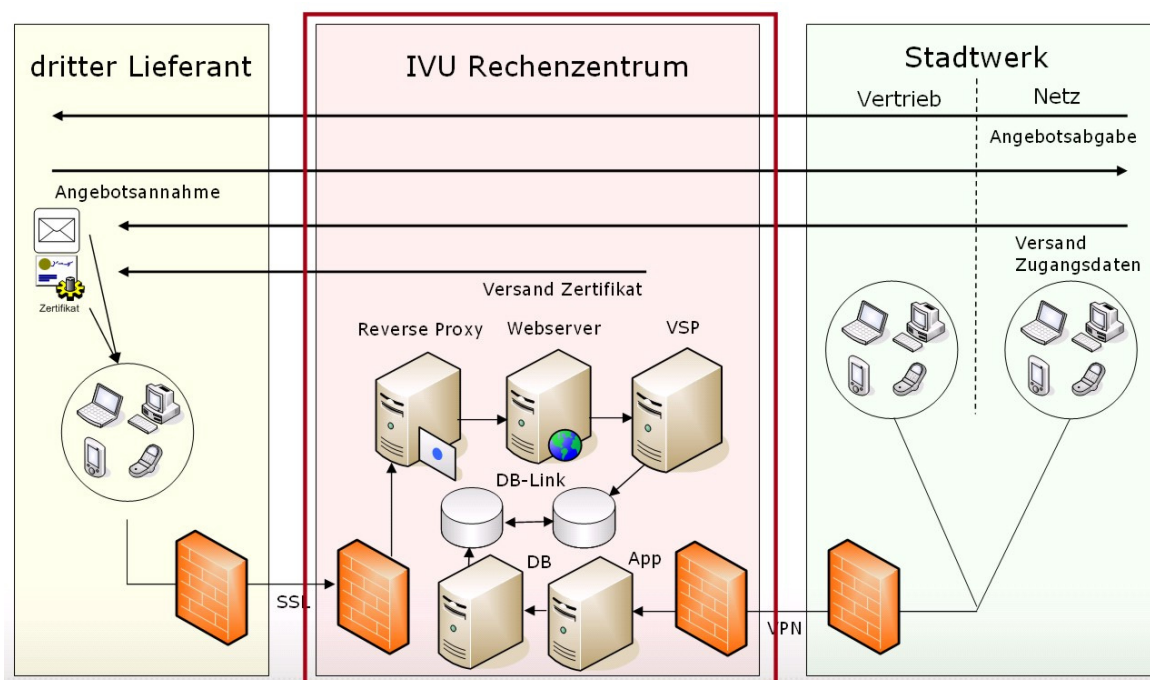 dritter Lieferant
IVU Rechenzentrum
Stadtwerk
Vertrieb
Netz
Angebotsabgabe
Angebotsannahme
Versand
Zugangsdaten
Versand Zertifikat
Zertifikat
Reverse Proxy
Webserver
VSP
DB-Link
DB
App
SSL
VPN